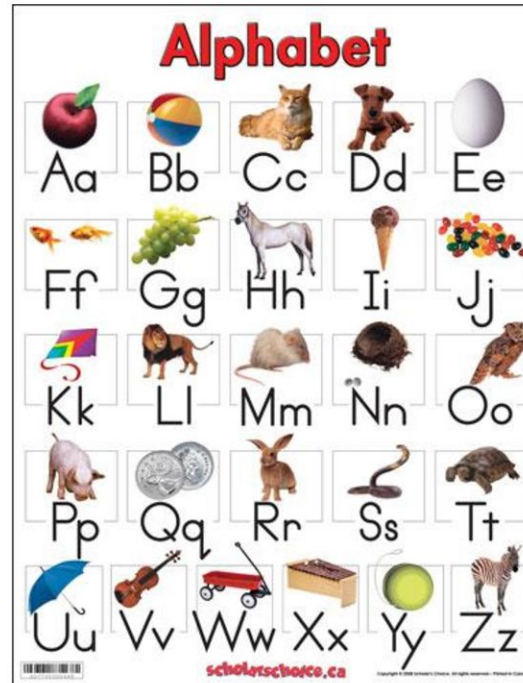 Alphabet
Aa Bb Cc Dd Ee
Ff Gg Hh Ii Jj
Kk Ll Mm Nn Oo
Pp Qq Rr Ss Tt
Uu Vv Ww Xx Yy Zz
scholarschoice.ca